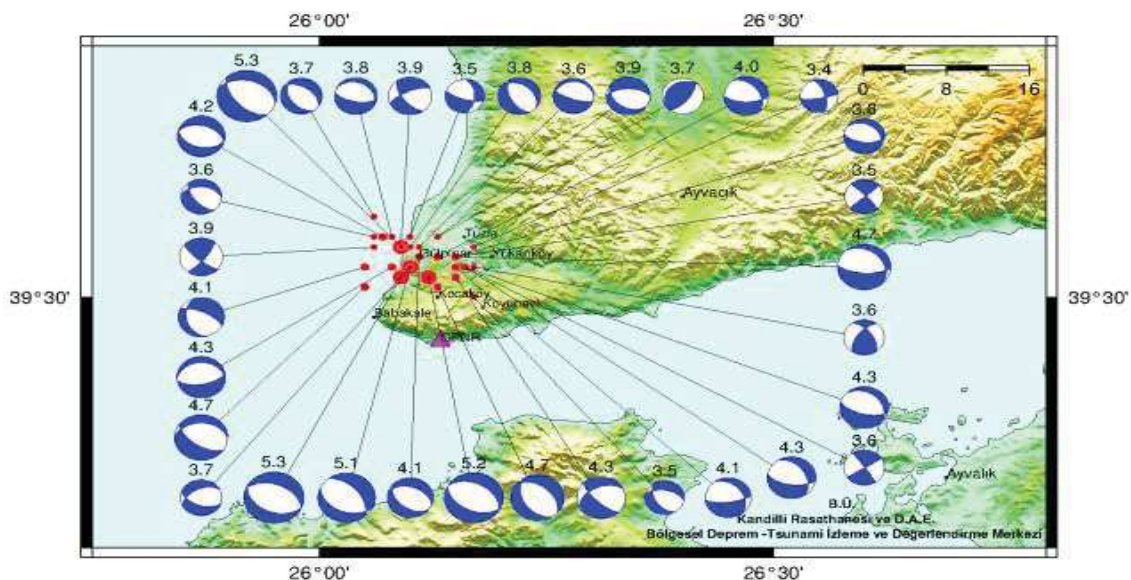 26°00' 26°30'
5.3 3.7 3.8 3.9 3.5 3.8 3.6 3.9 3.7 4.0 3.4
0 8 16
4.2 3.8
3.6 3.5
Ayvacık
3.9 4.7
Tuzla
Gülpınar Yukarıköy
39°30' 39°30'
4.1 3.6
Kocaköy Koyunevi
Babakale
4.3 4.3
4.7 3.6
3.7 5.3 5.1 4.1 5.2 4.7 4.3 3.5 4.1 4.3
Ayvalık
B.Ü.
Kandilli Rasathanesi ve D.A.E.
Bölgesel Deprem -Tsunami İzleme ve Değerlendirme Merkezi
26°00' 26°30'